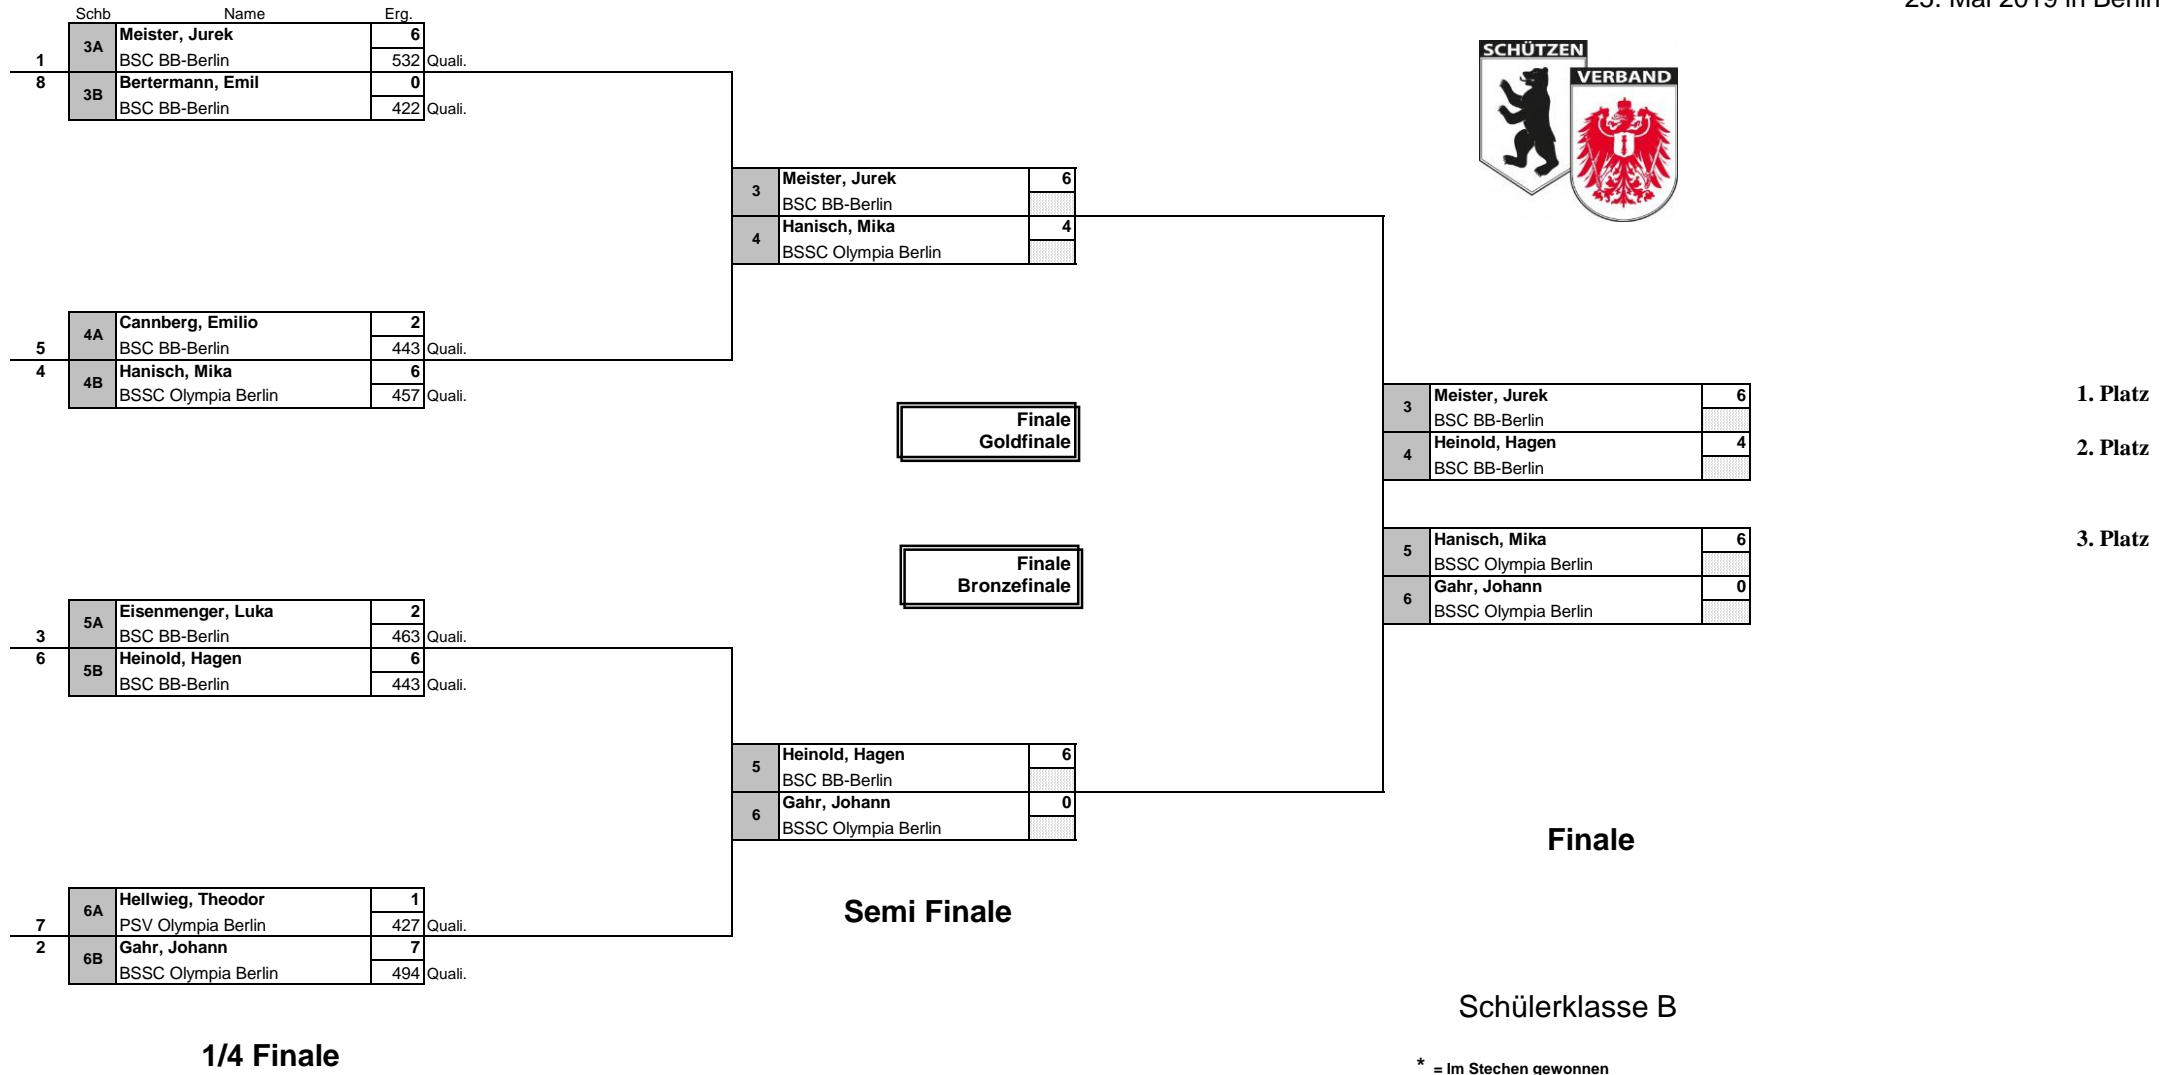 25. Mai 2019 in Berlin
Schb Name Erg.
SCHÜTZEN
VERBAND
3A Meister, Jurek 6
1 BSC BB-Berlin 532 Quali.
8 3B Bertermann, Emil 0
BSC BB-Berlin 422 Quali.
3 Meister, Jurek 6
BSC BB-Berlin
4 Hanisch, Mika 4
BSSC Olympia Berlin
4A Cannberg, Emilio 2
5 BSC BB-Berlin 443 Quali.
4 4B Hanisch, Mika 6
BSSC Olympia Berlin 457 Quali.
Finale
Goldfinale
3 Meister, Jurek 6 1. Platz
BSC BB-Berlin
4 Heinold, Hagen 4 2. Platz
BSC BB-Berlin
Finale
Bronzefinale
5 Hanisch, Mika 6 3. Platz
BSSC Olympia Berlin
6 Gahr, Johann 0
BSSC Olympia Berlin
5A Eisenmenger, Luka 2
3 BSC BB-Berlin 463 Quali.
6 5B Heinold, Hagen 6
BSC BB-Berlin 443 Quali.
5 Heinold, Hagen 6
BSC BB-Berlin
6 Gahr, Johann 0
BSSC Olympia Berlin
Finale
6A Hellwieg, Theodor 1
7 PSV Olympia Berlin 427 Quali.
2 6B Gahr, Johann 7
BSSC Olympia Berlin 494 Quali.
Semi Finale
Schülerklasse B
1/4 Finale
* = Im Stechen gewonnen